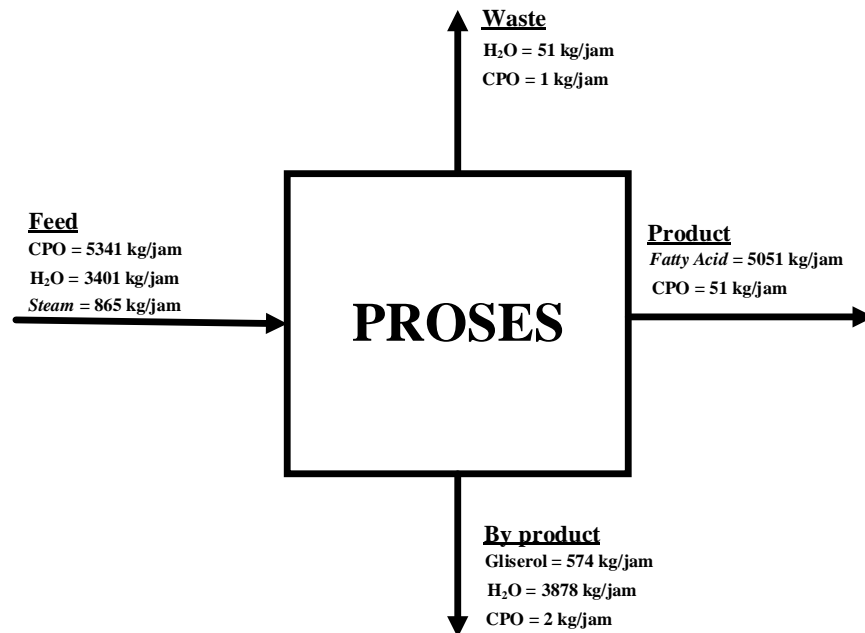 Waste
H₂O = 51 kg/jam
CPO = 1 kg/jam
Feed
CPO = 5341 kg/jam
H₂O = 3401 kg/jam
Steam = 865 kg/jam
PROSES
Product
Fatty Acid = 5051 kg/jam
CPO = 51 kg/jam
By product
Gliserol = 574 kg/jam
H₂O = 3878 kg/jam
CPO = 2 kg/jam